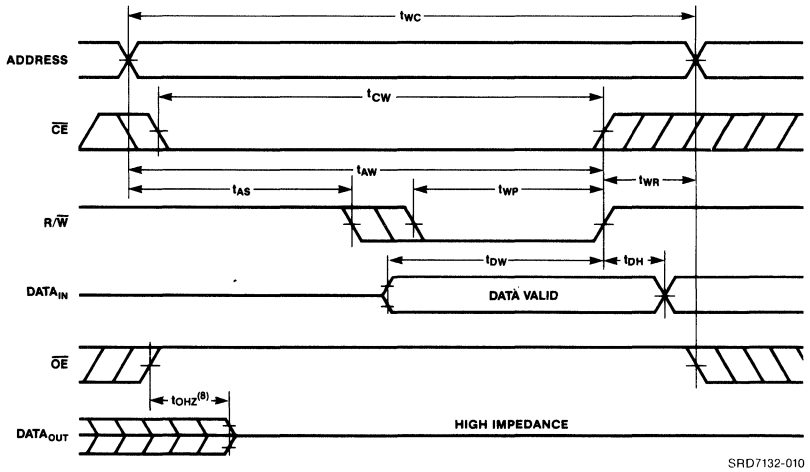 tWC
ADDRESS
tCW
CE
tAW
tAS
tWP
tWR
R/W
tDW
tDH
DATAIN
DATA VALID
OE
tOHZ(8)
DATAOUT
HIGH IMPEDANCE
SRD7132-010